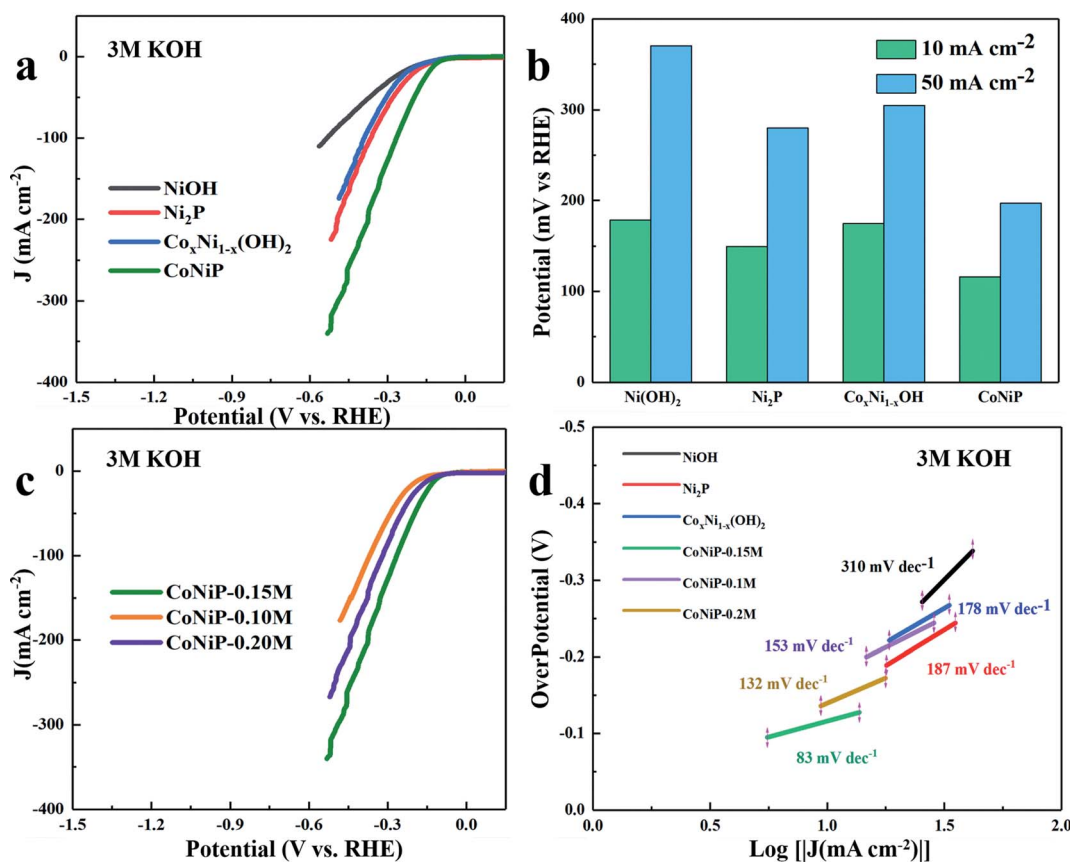 a
3M KOH
NiOH
Ni₂P
CoₓNi₁₋ₓ(OH)₂
CoNiP
J (mA cm⁻²)
0
-100
-200
-300
-400
-1.5 -1.2 -0.9 -0.6 -0.3 0.0
Potential (V vs. RHE)
b
10 mA cm⁻²
50 mA cm⁻²
Potential (mV vs RHE)
400
300
200
100
0
Ni(OH)₂ Ni₂P CoₓNi₁₋ₓOH CoNiP
c
3M KOH
CoNiP-0.15M
CoNiP-0.10M
CoNiP-0.20M
J(mA cm⁻²)
0
-100
-200
-300
-400
-1.5 -1.2 -0.9 -0.6 -0.3 0.0
Potential (V vs. RHE)
d
3M KOH
NiOH
Ni₂P
CoₓNi₁₋ₓ(OH)₂
CoNiP-0.15M
CoNiP-0.1M
CoNiP-0.2M
310 mV dec⁻¹
178 mV dec⁻¹
153 mV dec⁻¹
187 mV dec⁻¹
132 mV dec⁻¹
83 mV dec⁻¹
OverPotential (V)
-0.5
-0.4
-0.3
-0.2
-0.1
0.0
0.0 0.5 1.0 1.5 2.0
Log [|J(mA cm⁻²)|]